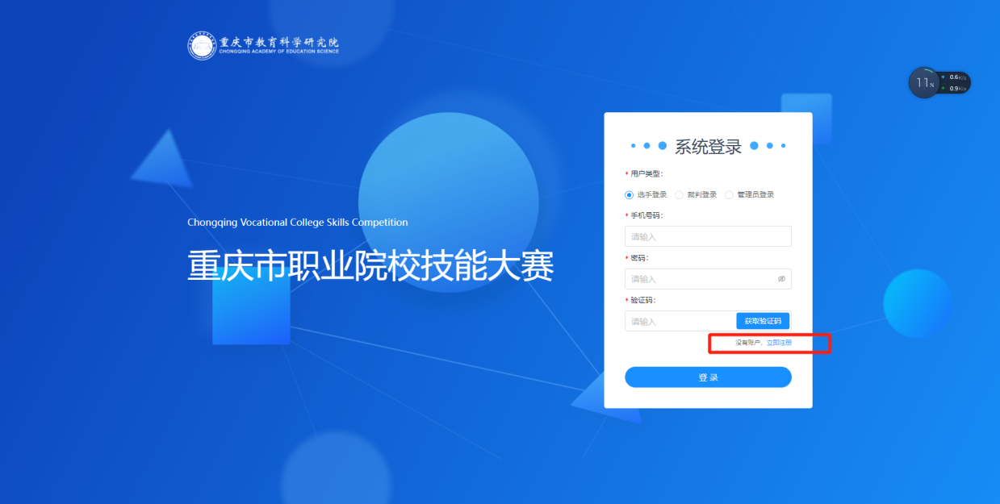 重庆市教育科学研究院
CHONGQING ACADEMY OF EDUCATION SCIENCE
11%
0.6K/s
0.9K/s
系统登录
* 用户类型：
选手登录 裁判登录 管理员登录
* 手机号码：
请输入
* 密码：
请输入
* 验证码：
请输入 获取验证码
没有账户，立即注册
登 录
Chongqing Vocational College Skills Competition
重庆市职业院校技能大赛